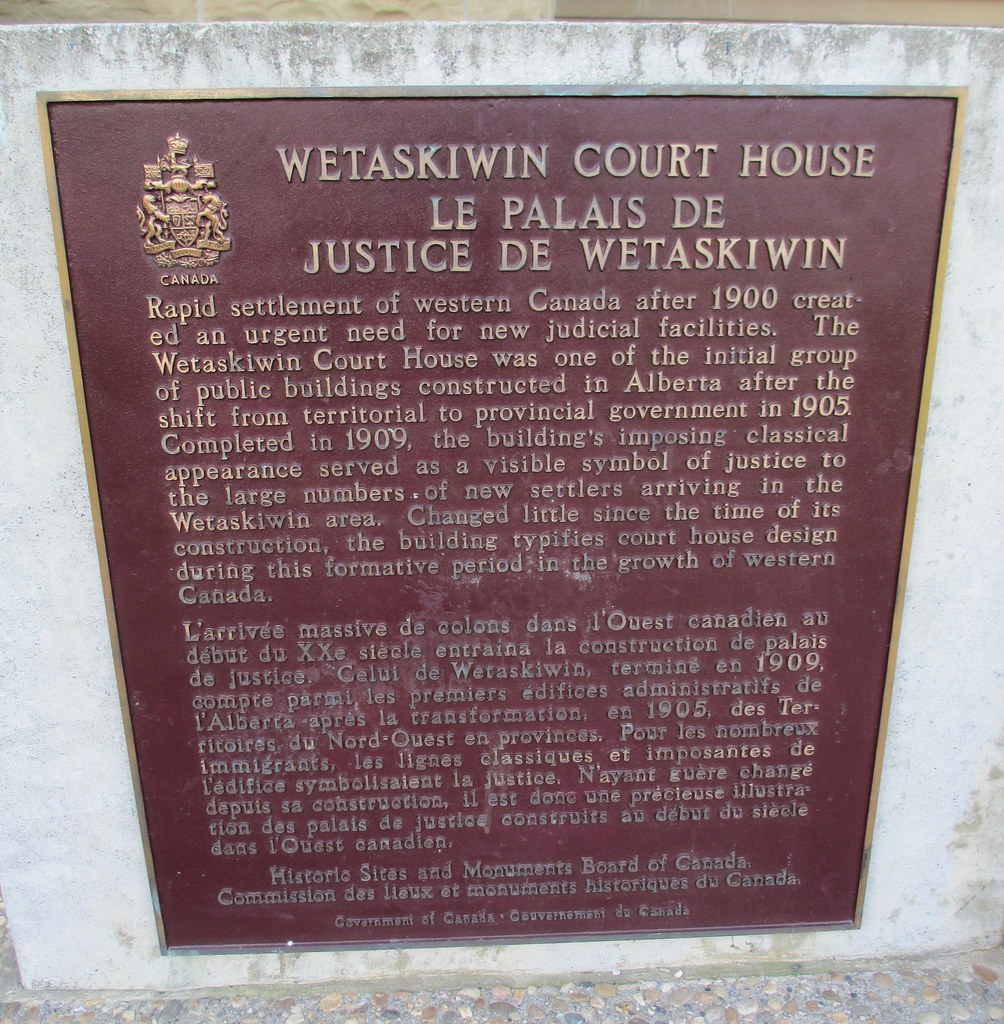 WETASKIWIN COURT HOUSE
LE PALAIS DE
JUSTICE DE WETASKIWIN
CANADA
Rapid settlement of western Canada after 1900 creat-
ed an urgent need for new judicial facilities. The
Wetaskiwin Court House was one of the initial group
of public buildings constructed in Alberta after the
shift from territorial to provincial government in 1905.
Completed in 1909, the building's imposing classical
appearance served as a visible symbol of justice to
the large numbers of new settlers arriving in the
Wetaskiwin area. Changed little since the time of its
construction, the building typifies court house design
during this formative period in the growth of western
Canada.
L'arrivée massive de colons dans l'Ouest canadien au
début du XXe siècle entraîna la construction de palais
de justice. Celui de Wetaskiwin, terminé en 1909,
compte parmi les premiers édifices administratifs de
l'Alberta après la transformation, en 1905, des Ter-
ritoires du Nord-Ouest en provinces. Pour les nombreux
immigrants, les lignes classiques et imposantes de
l'édifice symbolisaient la justice. N'ayant guère changé
depuis sa construction, il est donc une précieuse illustra-
tion des palais de justice construits au début du siècle
dans l'Ouest canadien.
Historic Sites and Monuments Board of Canada.
Commission des lieux et monuments historiques du Canada.
Government of Canada · Gouvernement du Canada